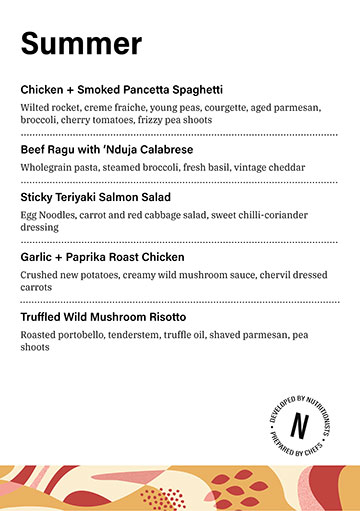 Summer
Chicken + Smoked Pancetta Spaghetti
Wilted rocket, creme fraiche, young peas, courgette, aged parmesan,
broccoli, cherry tomatoes, frizzy pea shoots
Beef Ragu with ‘Nduja Calabrese
Wholegrain pasta, steamed broccoli, fresh basil, vintage cheddar
Sticky Teriyaki Salmon Salad
Egg Noodles, carrot and red cabbage salad, sweet chilli-coriander
dressing
Garlic + Paprika Roast Chicken
Crushed new potatoes, creamy wild mushroom sauce, chervil dressed
carrots
Truffled Wild Mushroom Risotto
Roasted portobello, tenderstem, truffle oil, shaved parmesan, pea
shoots
• DEVELOPED BY NUTRITIONISTS •
N
PREPARED BY CHEFS